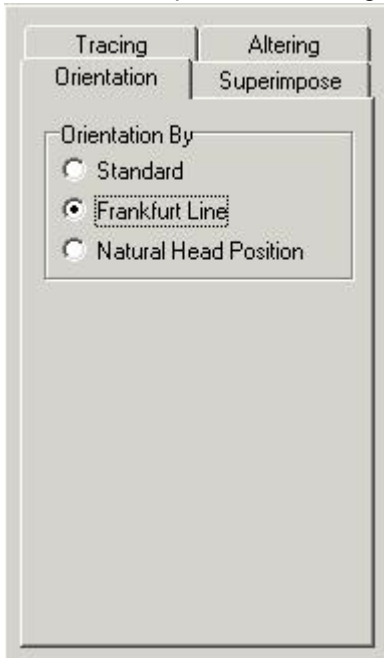 Tracing Altering
Orientation Superimpose
Orientation By
Standard
Frankfurt Line
Natural Head Position